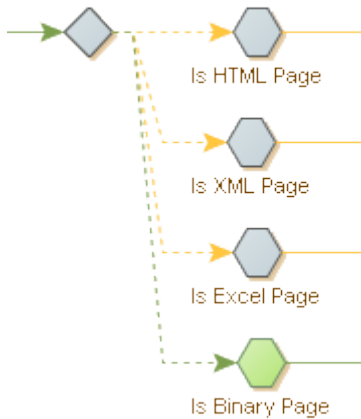 Is HTML Page
Is XML Page
Is Excel Page
Is Binary Page